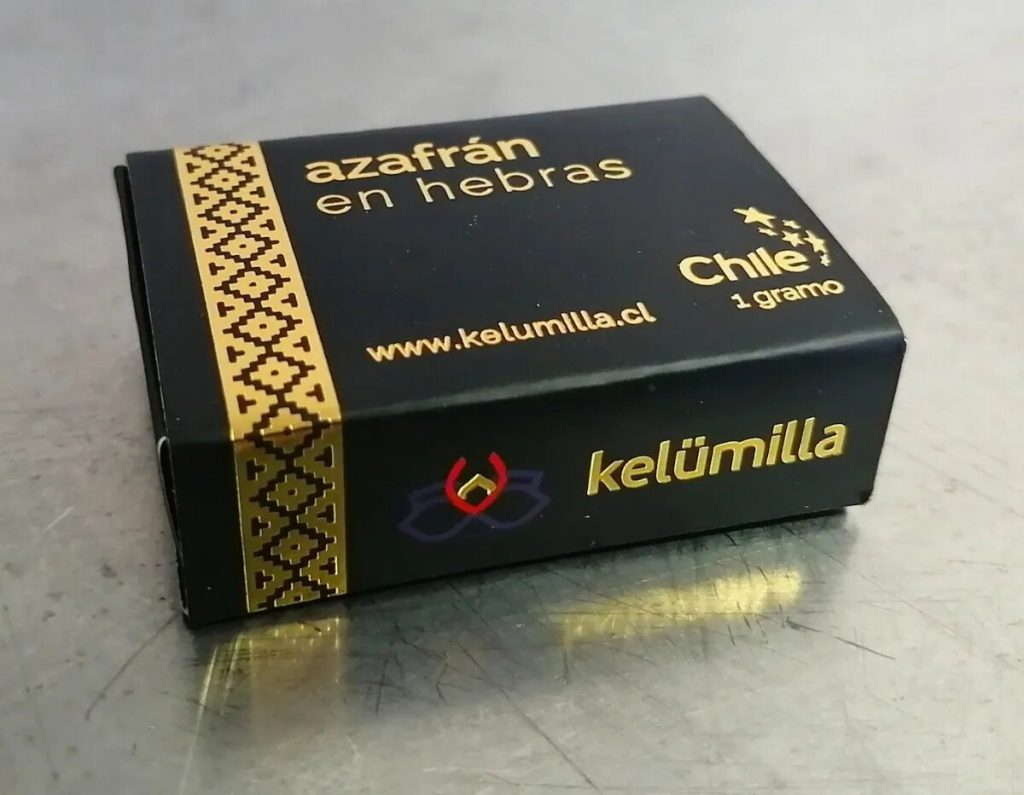 azafrán
en hebras
Chile
1 gramo
www.kelumilla.cl
kelümilla